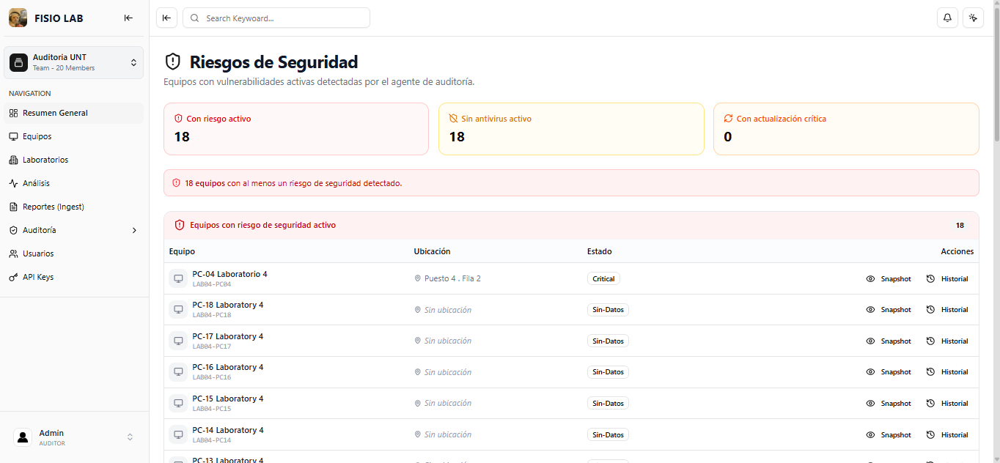 FISIO LAB
Auditoria UNT
Team - 20 Members
NAVIGATION
Resumen General
Equipos
Laboratorios
Análisis
Reportes (Ingest)
Auditoría
Usuarios
API Keys
Admin
AUDITOR
Search Keywoard...
Riesgos de Seguridad
Equipos con vulnerabilidades activas detectadas por el agente de auditoría.
Con riesgo activo
18
Sin antivirus activo
18
Con actualización crítica
0
18 equipos con al menos un riesgo de seguridad detectado.
Equipos con riesgo de seguridad activo 18
Equipo Ubicación Estado Acciones
PC-04 Laboratorio 4
LAB04-PC04
Puesto 4 . Fila 2 Critical Snapshot Historial
PC-18 Laboratory 4
LAB04-PC18
Sin ubicación Sin-Datos Snapshot Historial
PC-17 Laboratory 4
LAB04-PC17
Sin ubicación Sin-Datos Snapshot Historial
PC-16 Laboratory 4
LAB04-PC16
Sin ubicación Sin-Datos Snapshot Historial
PC-15 Laboratory 4
LAB04-PC15
Sin ubicación Sin-Datos Snapshot Historial
PC-14 Laboratory 4
LAB04-PC14
Sin ubicación Sin-Datos Snapshot Historial
PC-13 Laboratory 4